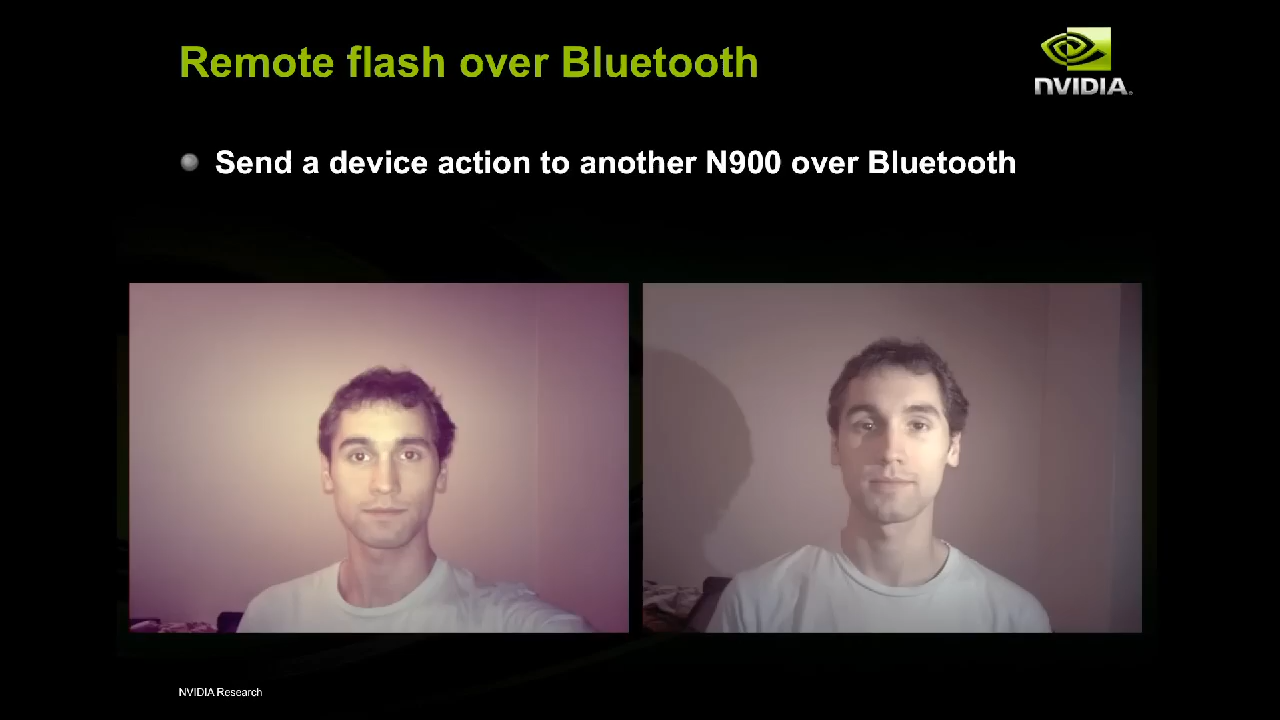 Remote flash over Bluetooth
NVIDIA
Send a device action to another N900 over Bluetooth
NVIDIA Research